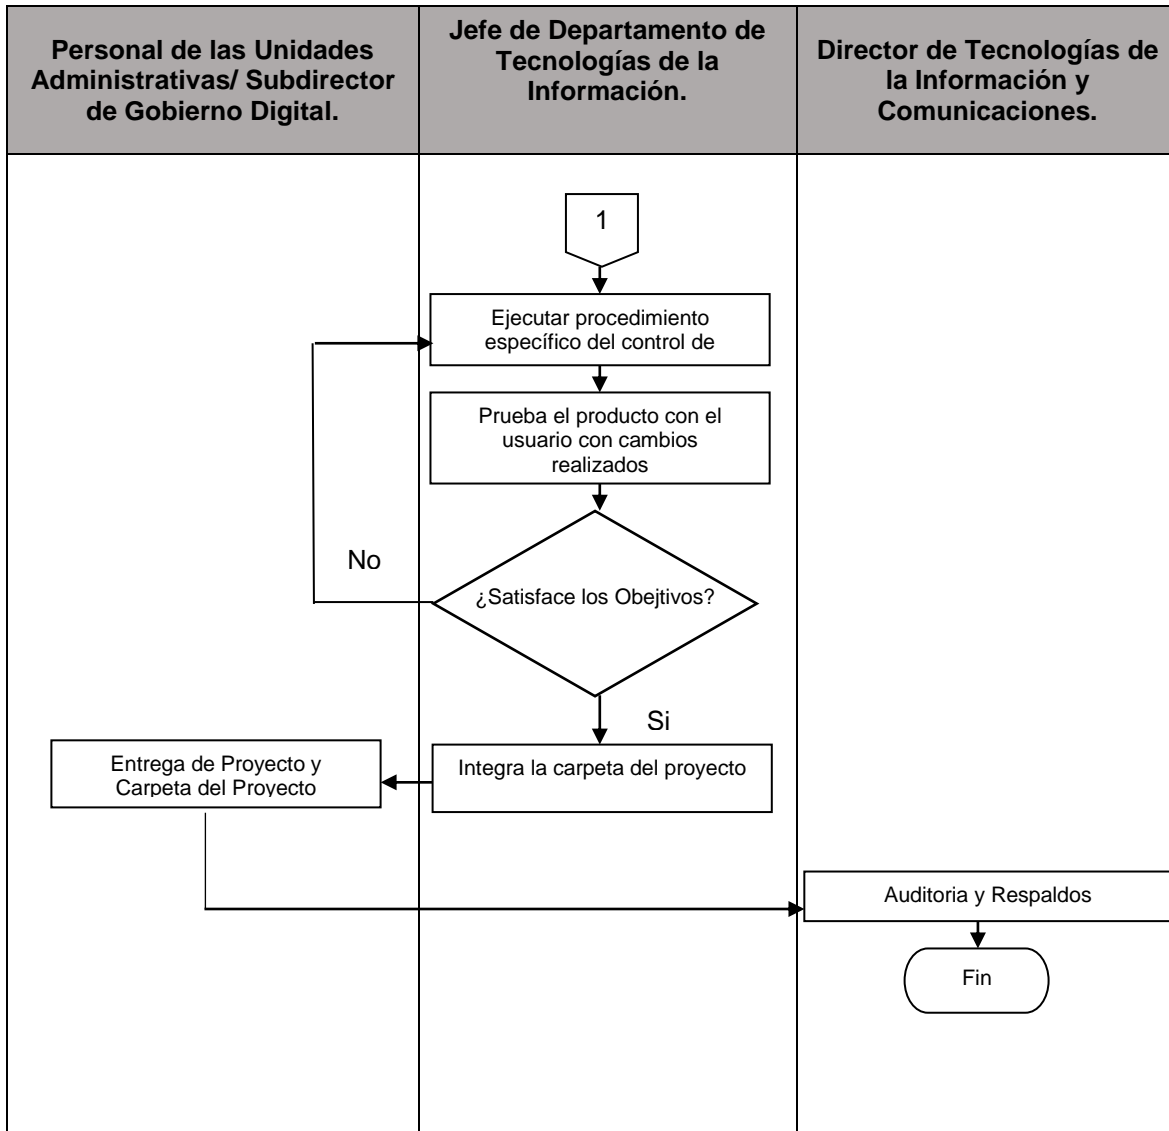 Personal de las Unidades
Administrativas/ Subdirector
de Gobierno Digital.
Jefe de Departamento de
Tecnologías de la
Información.
Director de Tecnologías de
la Información y
Comunicaciones.
1
Ejecutar procedimiento
específico del control de
Prueba el producto con el
usuario con cambios
realizados
¿Satisface los Obejtivos?
No
Si
Integra la carpeta del proyecto
Entrega de Proyecto y
Carpeta del Proyecto
Auditoria y Respaldos
Fin